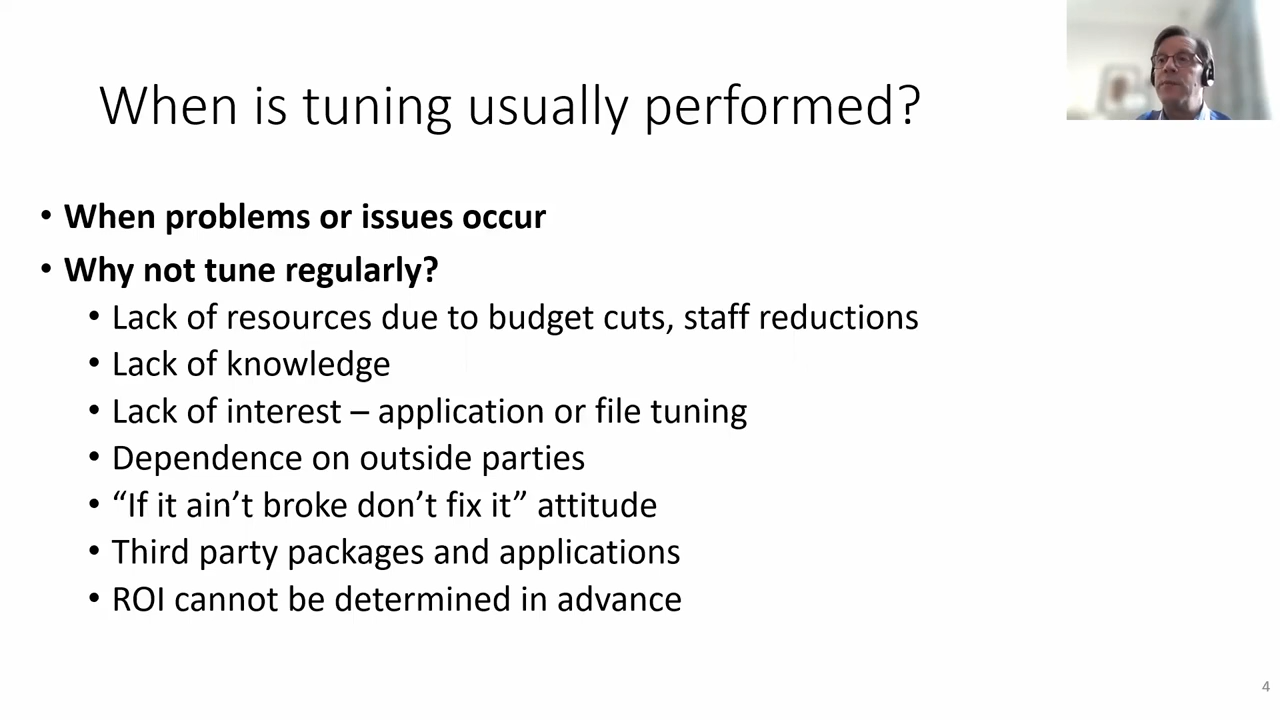 When is tuning usually performed?
• When problems or issues occur
• Why not tune regularly?
• Lack of resources due to budget cuts, staff reductions
• Lack of knowledge
• Lack of interest – application or file tuning
• Dependence on outside parties
• “If it ain’t broke don’t fix it” attitude
• Third party packages and applications
• ROI cannot be determined in advance
4